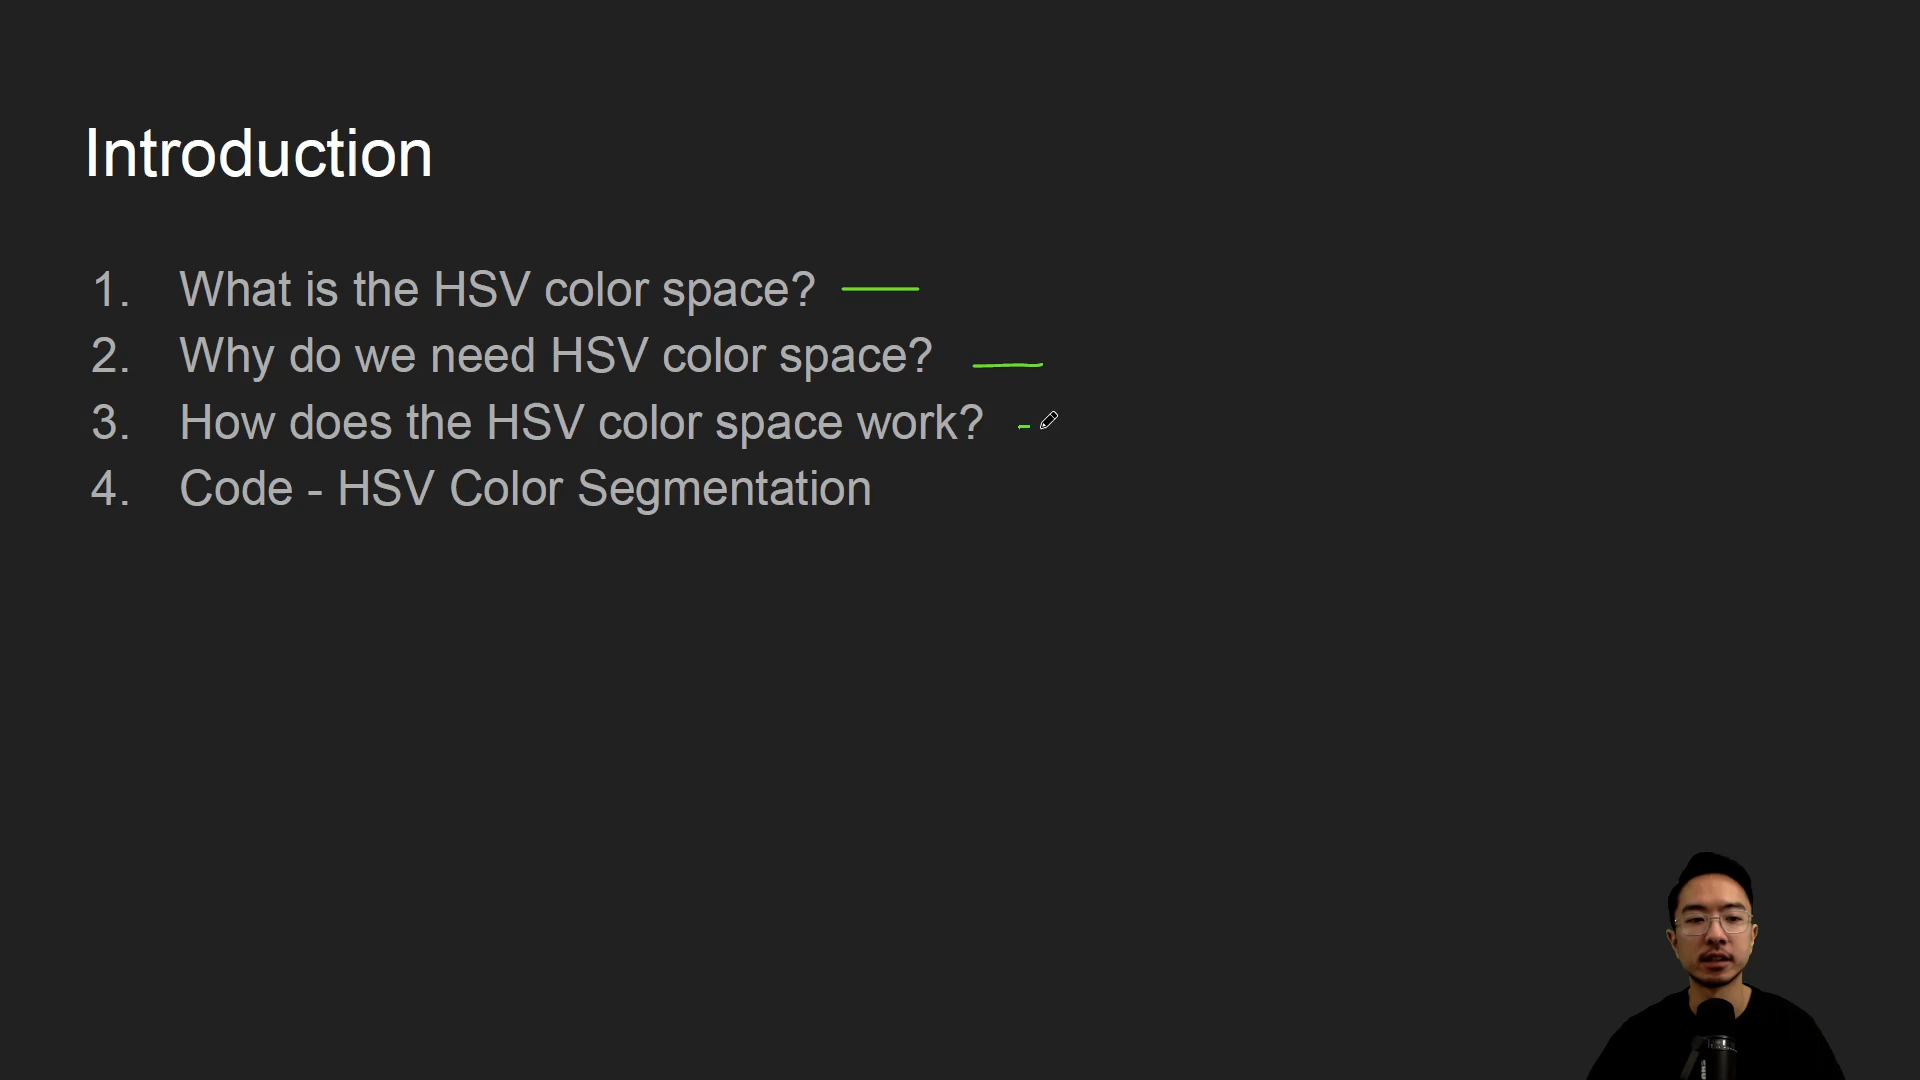 Introduction
1. What is the HSV color space?
2. Why do we need HSV color space?
3. How does the HSV color space work?
4. Code - HSV Color Segmentation